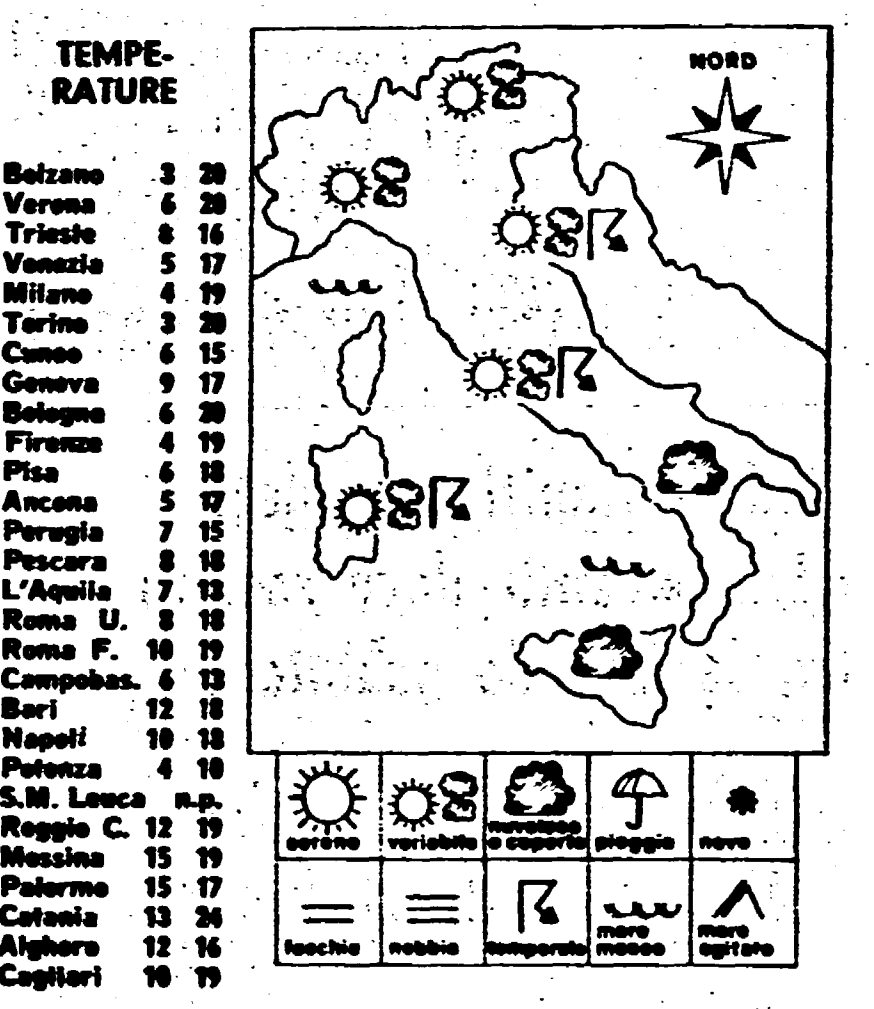 TEMPE-
RATURE
Bolzano 3 20
Verona 6 20
Trieste 8 16
Venezia 5 17
Milano 4 19
Torino 3 20
Cuneo 6 15
Genova 9 17
Bologna 6 20
Firenze 4 19
Pisa 6 18
Ancona 5 17
Perugia 7 15
Pescara 8 18
L'Aquila 7 13
Roma U. 8 18
Roma F. 10 19
Campobas. 6 13
Bari 12 18
Napoli 10 18
Potenza 4 10
S.M. Leuca n.p.
Reggio C. 12 19
Messina 15 19
Palermo 15 17
Catania 13 24
Alghero 12 16
Cagliari 10 19
NORD
sereno
variabile
nuvoloso
o coperto
pioggia
neve
foschia
nebbia
temporale
mare
mosso
mare
agitato